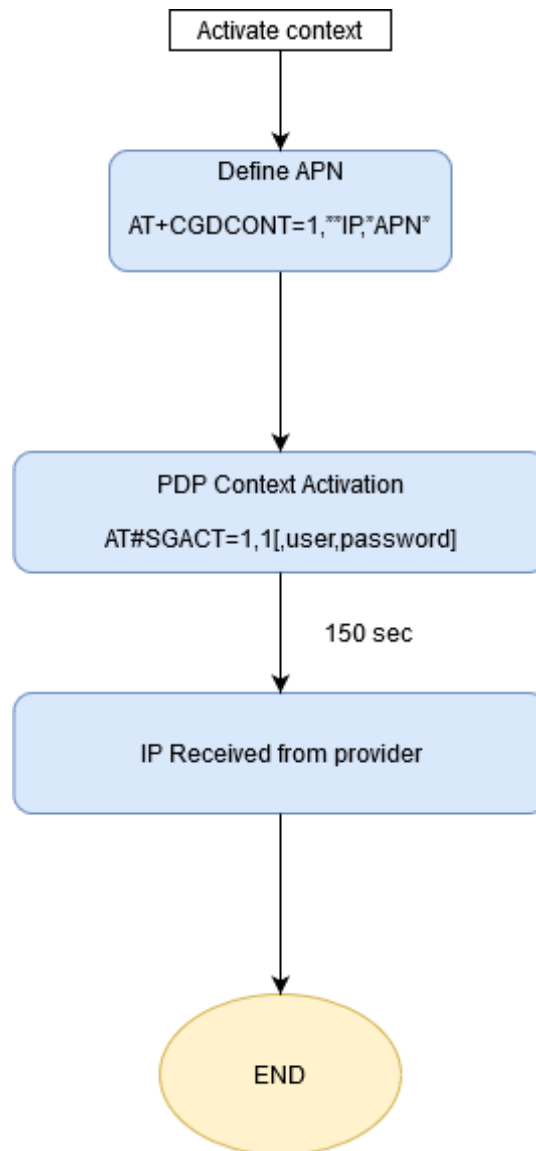 Activate context
Define APN
AT+CGDCONT=1,””IP,”APN”
PDP Context Activation
AT#SGACT=1,1[,user,password]
150 sec
IP Received from provider
END